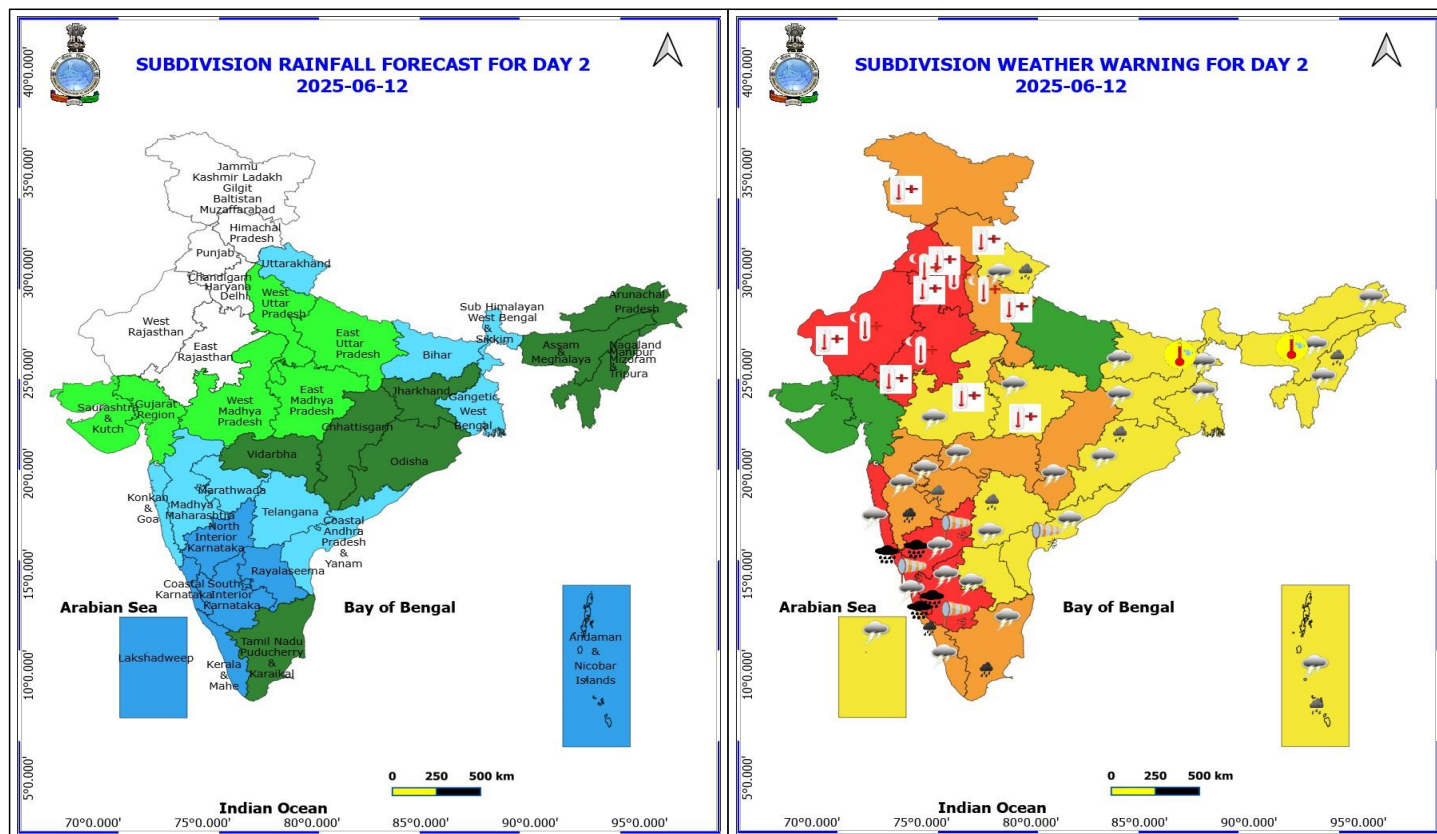 SUBDIVISION RAINFALL FORECAST FOR DAY 2
2025-06-12
40°0.000'
35°0.000'
30°0.000'
25°0.000'
20°0.000'
15°0.000'
10°0.000'
5°0.000'
Jammu
Kashmir Ladakh
Gilgit
Baltistan
Muzaffarabad
Himachal
Pradesh
Punjab
Uttarakhand
Chandigarh
Haryana
Delhi
West
Uttar
Pradesh
West
Rajasthan
East
Rajasthan
East
Uttar
Pradesh
Sub Himalayan
West Bengal
&
Sikkim
Arunachal
Pradesh
Bihar
Assam
&
Meghalaya
Nagaland
Manipur
Mizoram
&
Tripura
Saurashtra
&
Kutch
Gujarat
Region
West
Madhya
Pradesh
East
Madhya
Pradesh
Jharkhand
Gangetic
West
Bengal
Chhattisgarh
Vidarbha
Odisha
Konkan
&
Goa
Marathwada
Madhya
Maharashtra
Telangana
North
Interior
Karnataka
Coastal
Andhra
Pradesh
&
Yanam
Rayalaseema
Coastal
Karnataka
South
Interior
Karnataka
Arabian Sea
Bay of Bengal
Lakshadweep
Kerala
&
Mahe
Tamil Nadu
Puducherry
&
Karaikal
Andaman
&
Nicobar
Islands
0 250 500 km
Indian Ocean
70°0.000' 75°0.000' 80°0.000' 85°0.000' 90°0.000' 95°0.000'
SUBDIVISION WEATHER WARNING FOR DAY 2
2025-06-12
40°0.000'
35°0.000'
30°0.000'
25°0.000'
20°0.000'
15°0.000'
10°0.000'
5°0.000'
Arabian Sea
Bay of Bengal
0 250 500 km
Indian Ocean
70°0.000' 75°0.000' 80°0.000' 85°0.000' 90°0.000' 95°0.000'